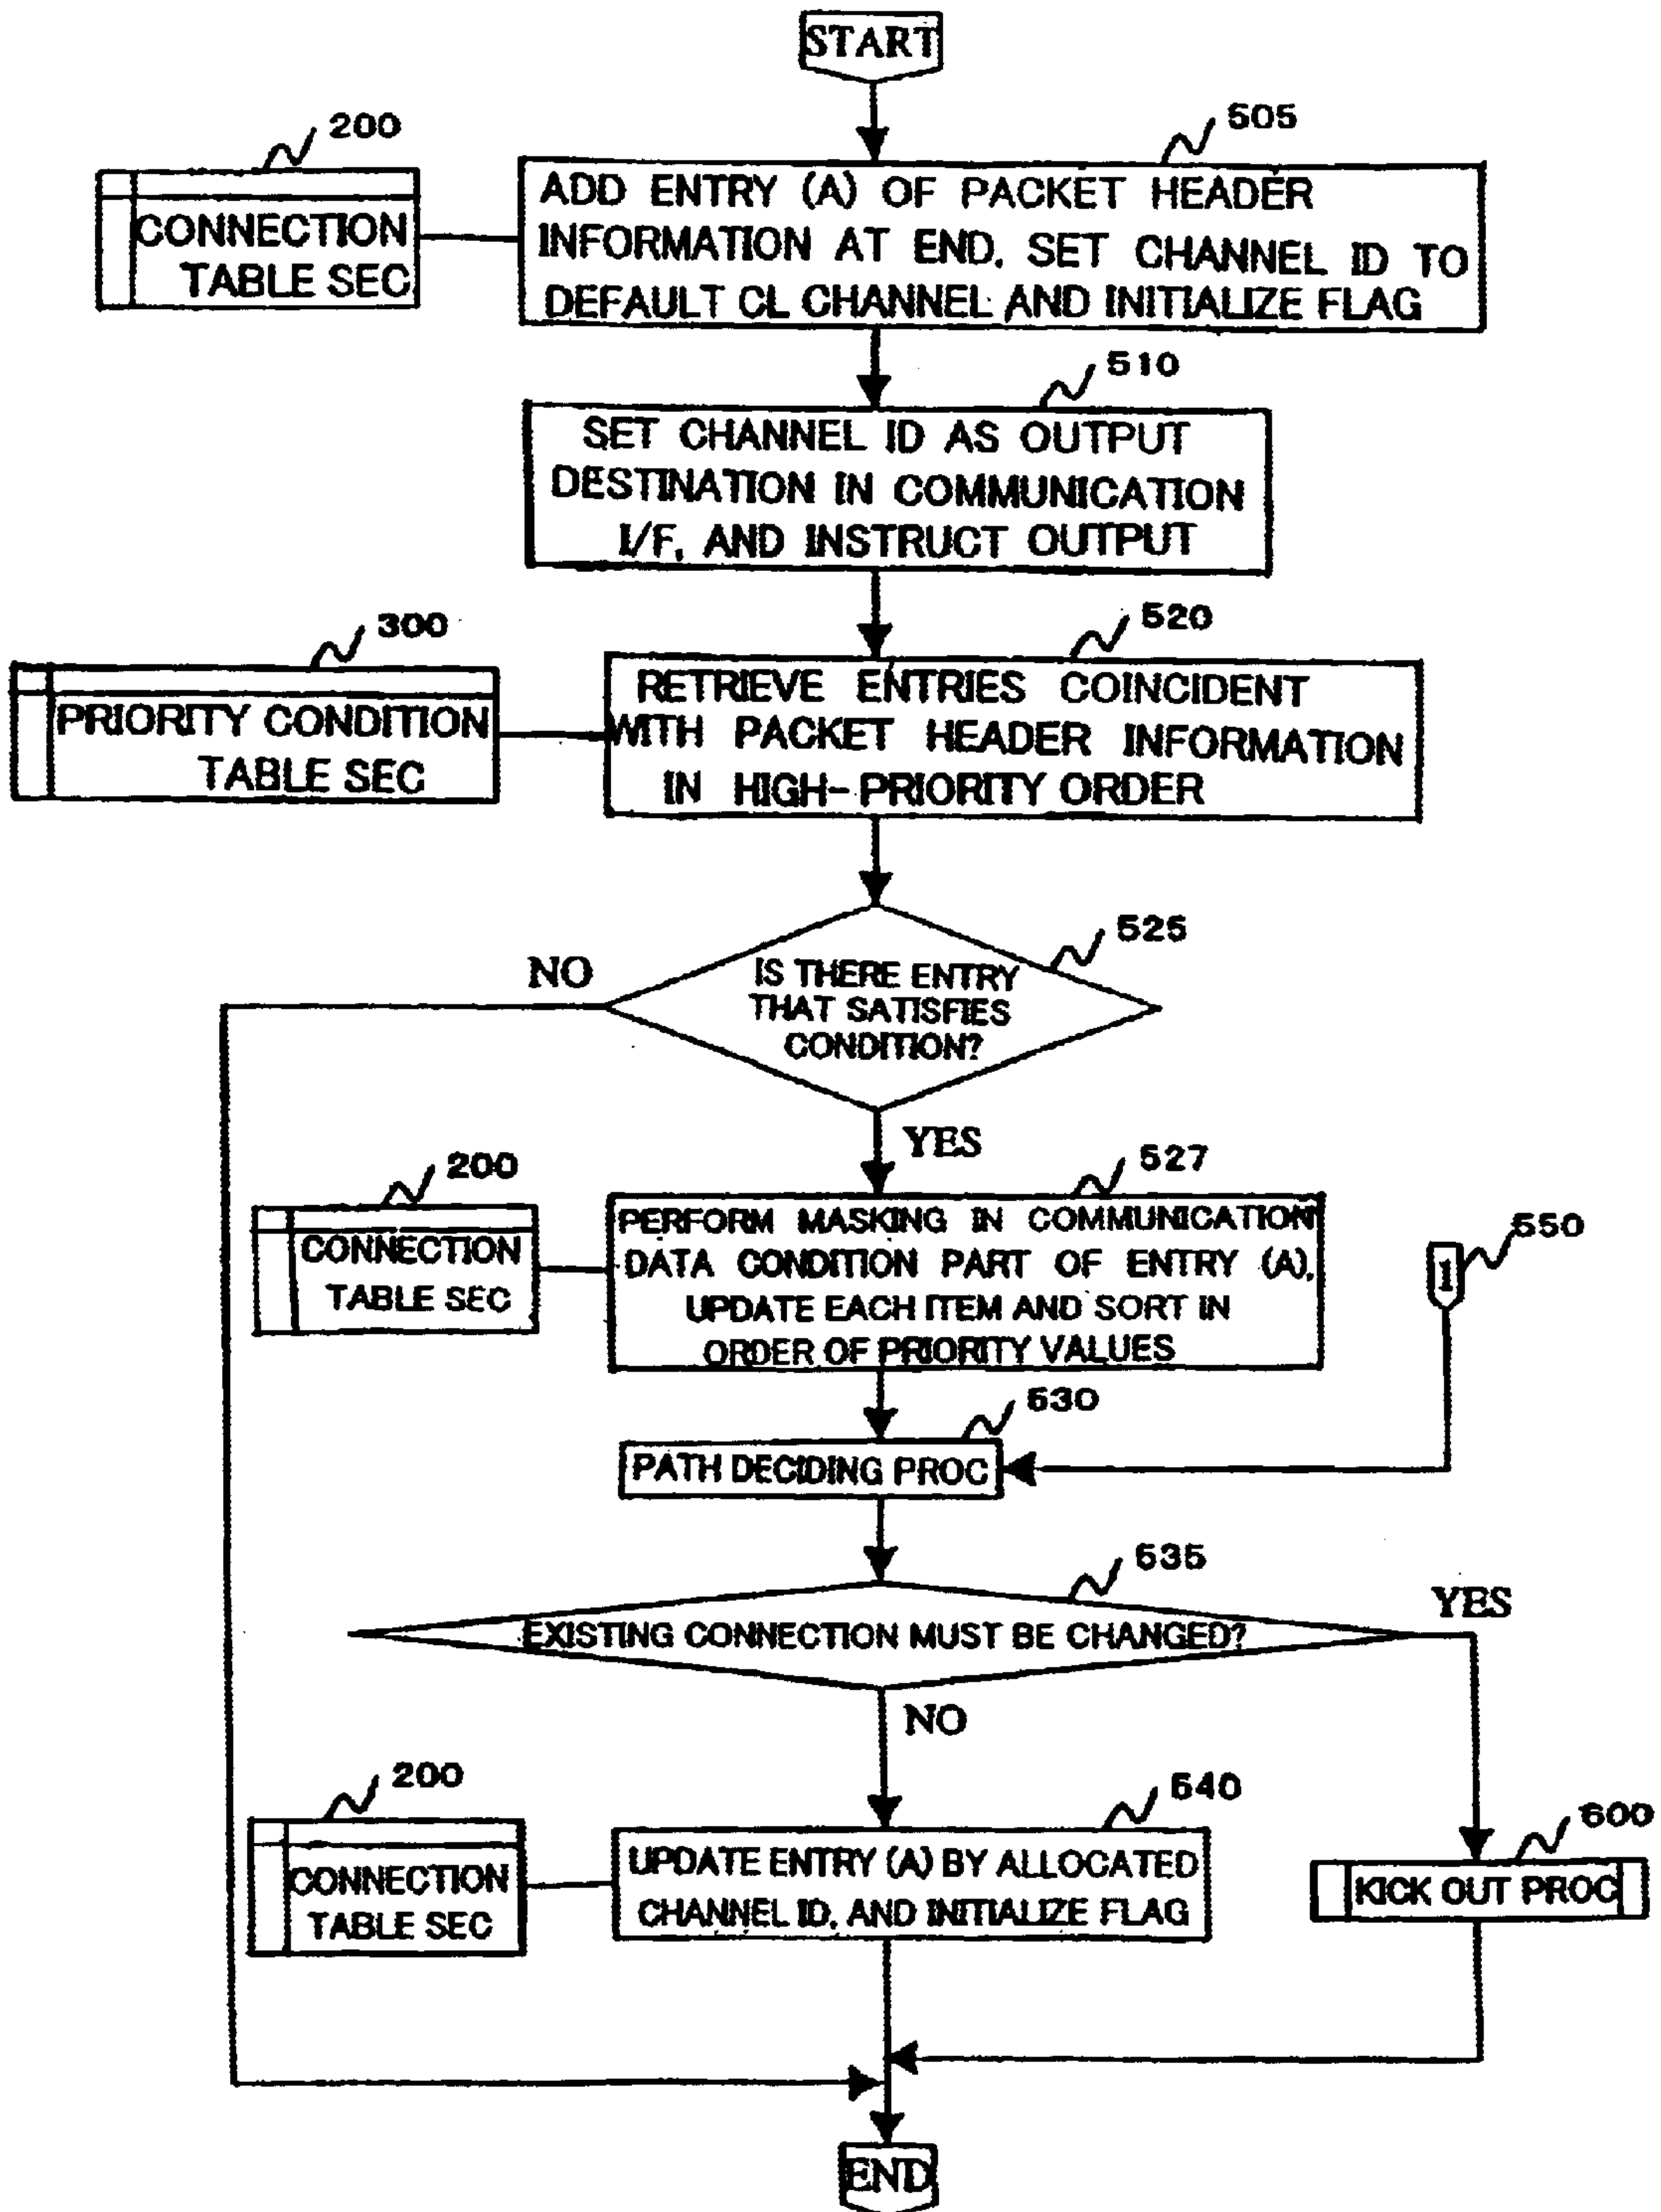 START
200
505
CONNECTION
TABLE SEC
ADD ENTRY (A) OF PACKET HEADER
INFORMATION AT END, SET CHANNEL ID TO
DEFAULT CL CHANNEL AND INITIALIZE FLAG
510
SET CHANNEL ID AS OUTPUT
DESTINATION IN COMMUNICATION
I/F, AND INSTRUCT OUTPUT
300
520
PRIORITY CONDITION
TABLE SEC
RETRIEVE ENTRIES COINCIDENT
WITH PACKET HEADER INFORMATION
IN HIGH-PRIORITY ORDER
525
NO
IS THERE ENTRY
THAT SATISFIES
CONDITION?
YES
200
527
CONNECTION
TABLE SEC
PERFORM MASKING IN COMMUNICATION
DATA CONDITION PART OF ENTRY (A),
UPDATE EACH ITEM AND SORT IN
ORDER OF PRIORITY VALUES
550
1
530
PATH DECIDING PROC
535
YES
EXISTING CONNECTION MUST BE CHANGED?
NO
200
540
600
CONNECTION
TABLE SEC
UPDATE ENTRY (A) BY ALLOCATED
CHANNEL ID, AND INITIALIZE FLAG
KICK OUT PROC
END